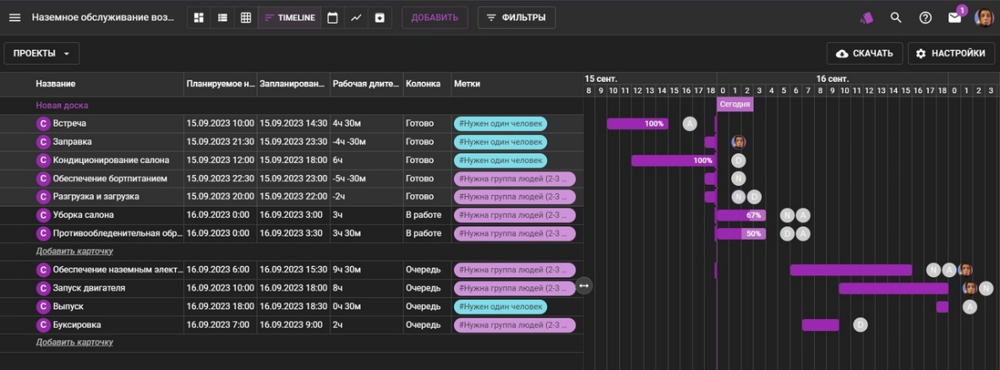 Наземное обслуживание воз... TIMELINE ДОБАВИТЬ ФИЛЬТРЫ 1
ПРОЕКТЫ СКАЧАТЬ НАСТРОЙКИ
15 сент. 16 сент.
Название Планируемое н... Запланирован... Рабочая длите... Колонка Метки
8 9 10 11 12 13 14 15 16 17 18 0 1 2 3 4 5 6 7 8 9 10 11 12 13 14 15 16 17 18 0 1 2 3
Новая доска Сегодня
С Встреча 15.09.2023 10:00 15.09.2023 14:30 4ч 30м Готово #Нужен один человек 100% A
С Заправка 15.09.2023 21:30 15.09.2023 23:30 -4ч -30м Готово #Нужен один человек
С Кондиционирование салона 15.09.2023 12:00 15.09.2023 18:00 6ч Готово #Нужен один человек 100% D
С Обеспечение бортпитанием 15.09.2023 22:30 15.09.2023 23:00 -5ч -30м Готово #Нужна группа людей (2-3 ... N
С Разгрузка и загрузка 15.09.2023 20:00 15.09.2023 22:00 -2ч Готово #Нужна группа людей (2-3 ... N D
С Уборка салона 16.09.2023 0:00 16.09.2023 3:00 3ч В работе #Нужна группа людей (2-3 ... 67% N A
С Противообледенительная обр... 16.09.2023 0:00 16.09.2023 3:30 3ч 30м В работе #Нужна группа людей (2-3 ... 50% D A
Добавить карточку
С Обеспечение наземным элект... 16.09.2023 6:00 16.09.2023 15:30 9ч 30м Очередь #Нужна группа людей (2-3 ... N A
С Запуск двигателя 16.09.2023 10:00 16.09.2023 18:00 8ч Очередь #Нужна группа людей (2-3 ... N
С Выпуск 16.09.2023 18:00 16.09.2023 18:30 0ч 30м Очередь #Нужен один человек A
С Буксировка 16.09.2023 7:00 16.09.2023 9:00 2ч Очередь #Нужна группа людей (2-3 ... D
Добавить карточку